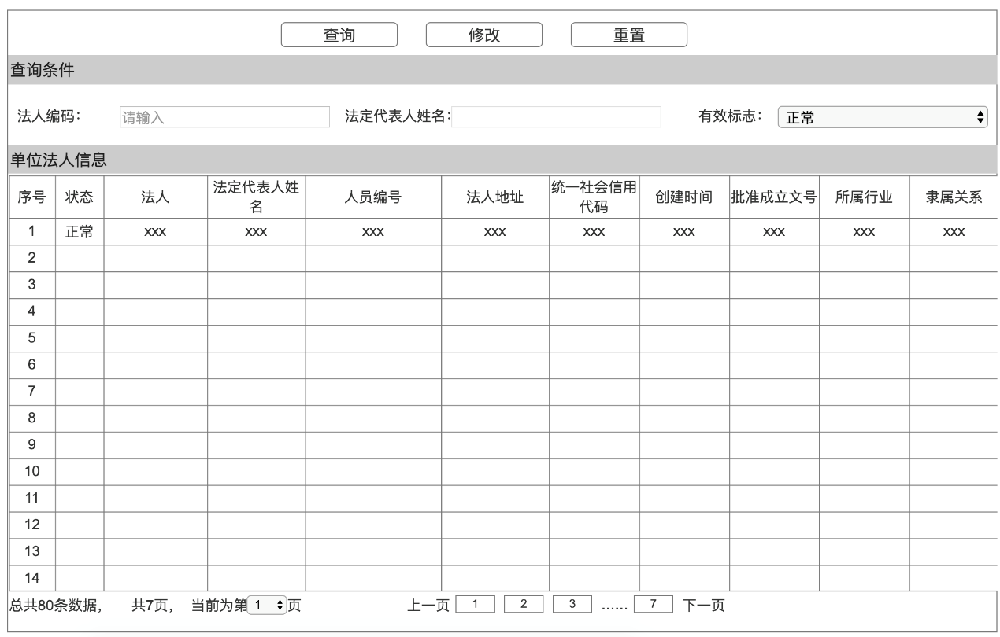 查询 修改 重置
查询条件
法人编码： 请输入 法定代表人姓名： 有效标志： 正常
单位法人信息
序号 状态 法人 法定代表人姓名 人员编号 法人地址 统一社会信用代码 创建时间 批准成立文号 所属行业 隶属关系
1 正常 xxx xxx xxx xxx xxx xxx xxx xxx xxx
2
3
4
5
6
7
8
9
10
11
12
13
14
总共80条数据， 共7页， 当前为第 1 页 上一页 1 2 3 …… 7 下一页